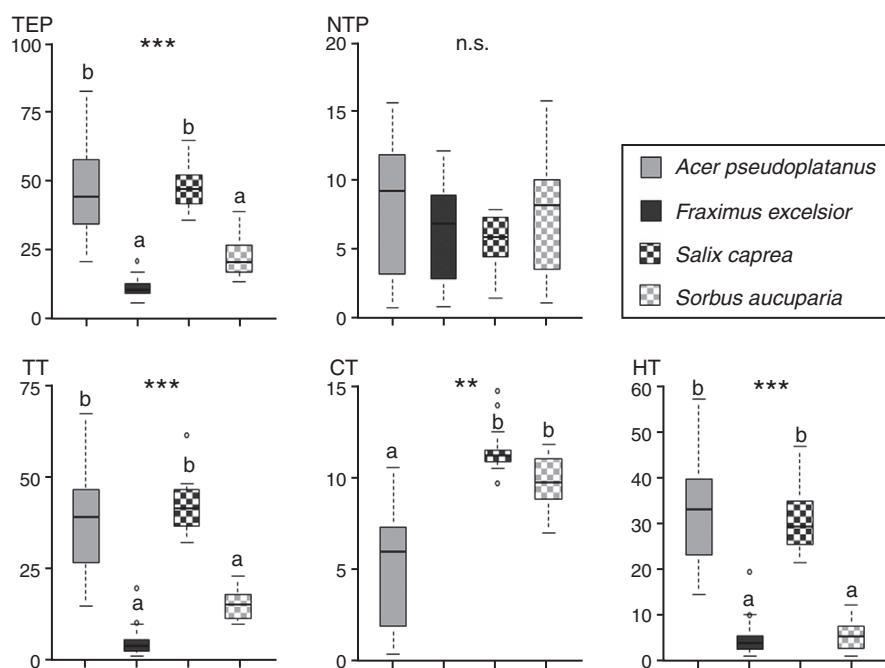 TEP
***
100
75
50
25
0
b
a
b
a
NTP
n.s.
20
15
10
5
0
Acer pseudoplatanus
Fraximus excelsior
Salix caprea
Sorbus aucuparia
TT
***
75
50
25
0
b
a
b
a
CT
**
15
10
5
0
a
b
b
HT
***
60
50
40
30
20
10
0
b
a
b
a